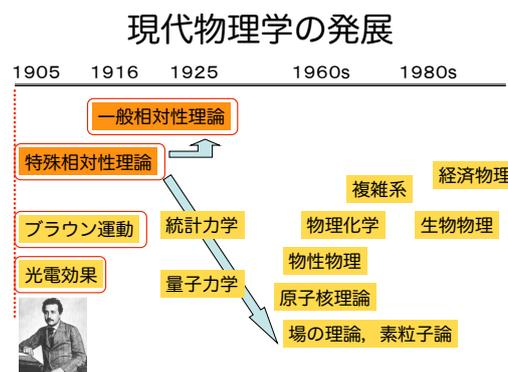 現代物理学の発展
1905 1916 1925 1960s 1980s
一般相対性理論
特殊相対性理論
経済物理
複雑系
ブラウン運動
統計力学
物理化学
生物物理
光電効果
物性物理
量子力学
原子核理論
場の理論, 素粒子論